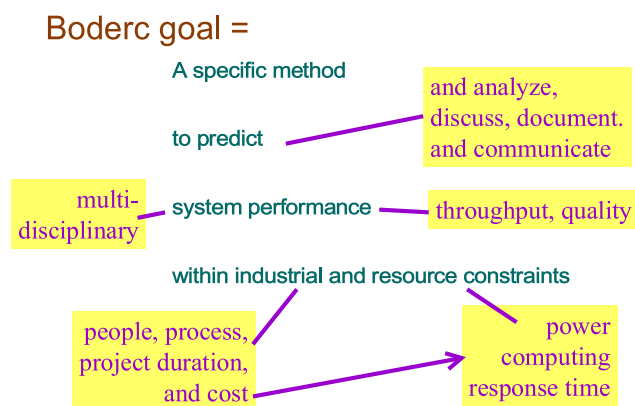 Boderc goal =
A specific method
and analyze,
discuss, document.
and communicate
to predict
multi-
disciplinary
system performance
throughput, quality
within industrial and resource constraints
people, process,
project duration,
and cost
power
computing
response time